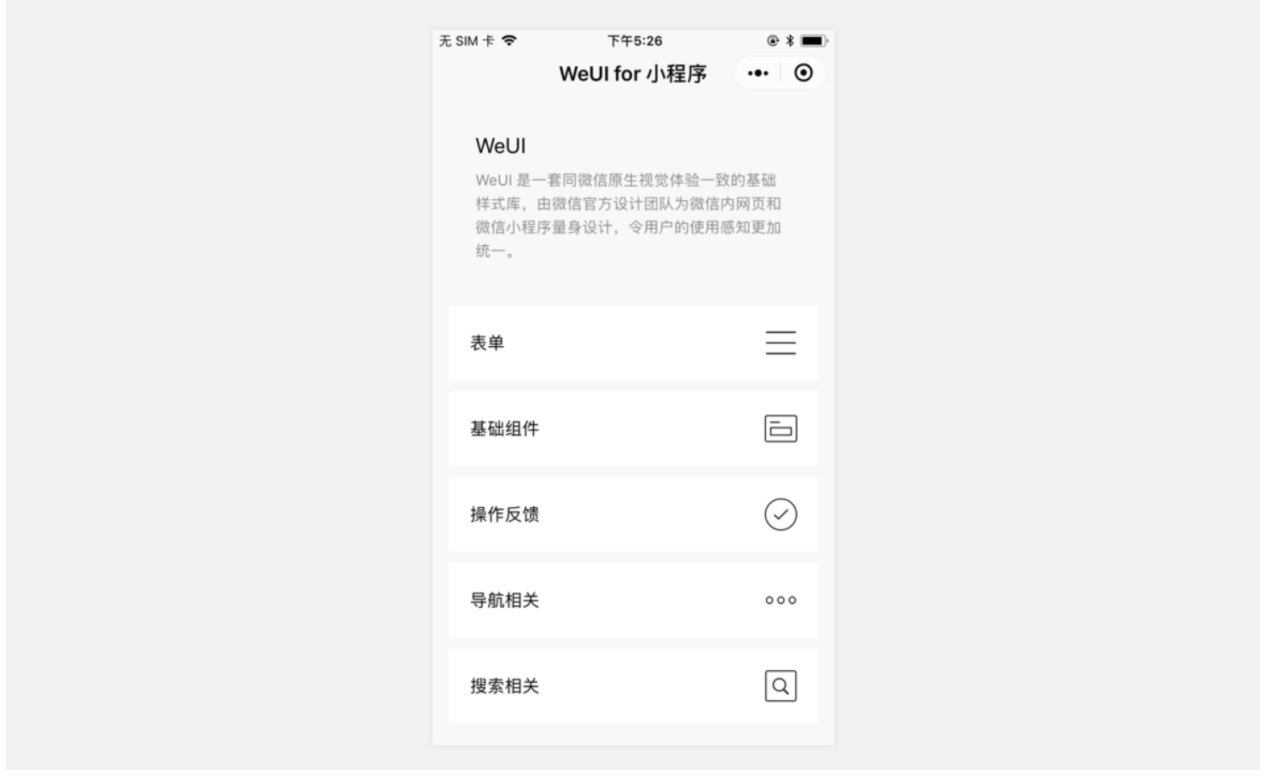 无 SIM 卡 下午5:26
WeUI for 小程序
WeUI
WeUI 是一套同微信原生视觉体验一致的基础
样式库，由微信官方设计团队为微信内网页和
微信小程序量身设计，令用户的使用感知更加
统一。
表单
基础组件
操作反馈
导航相关
搜索相关